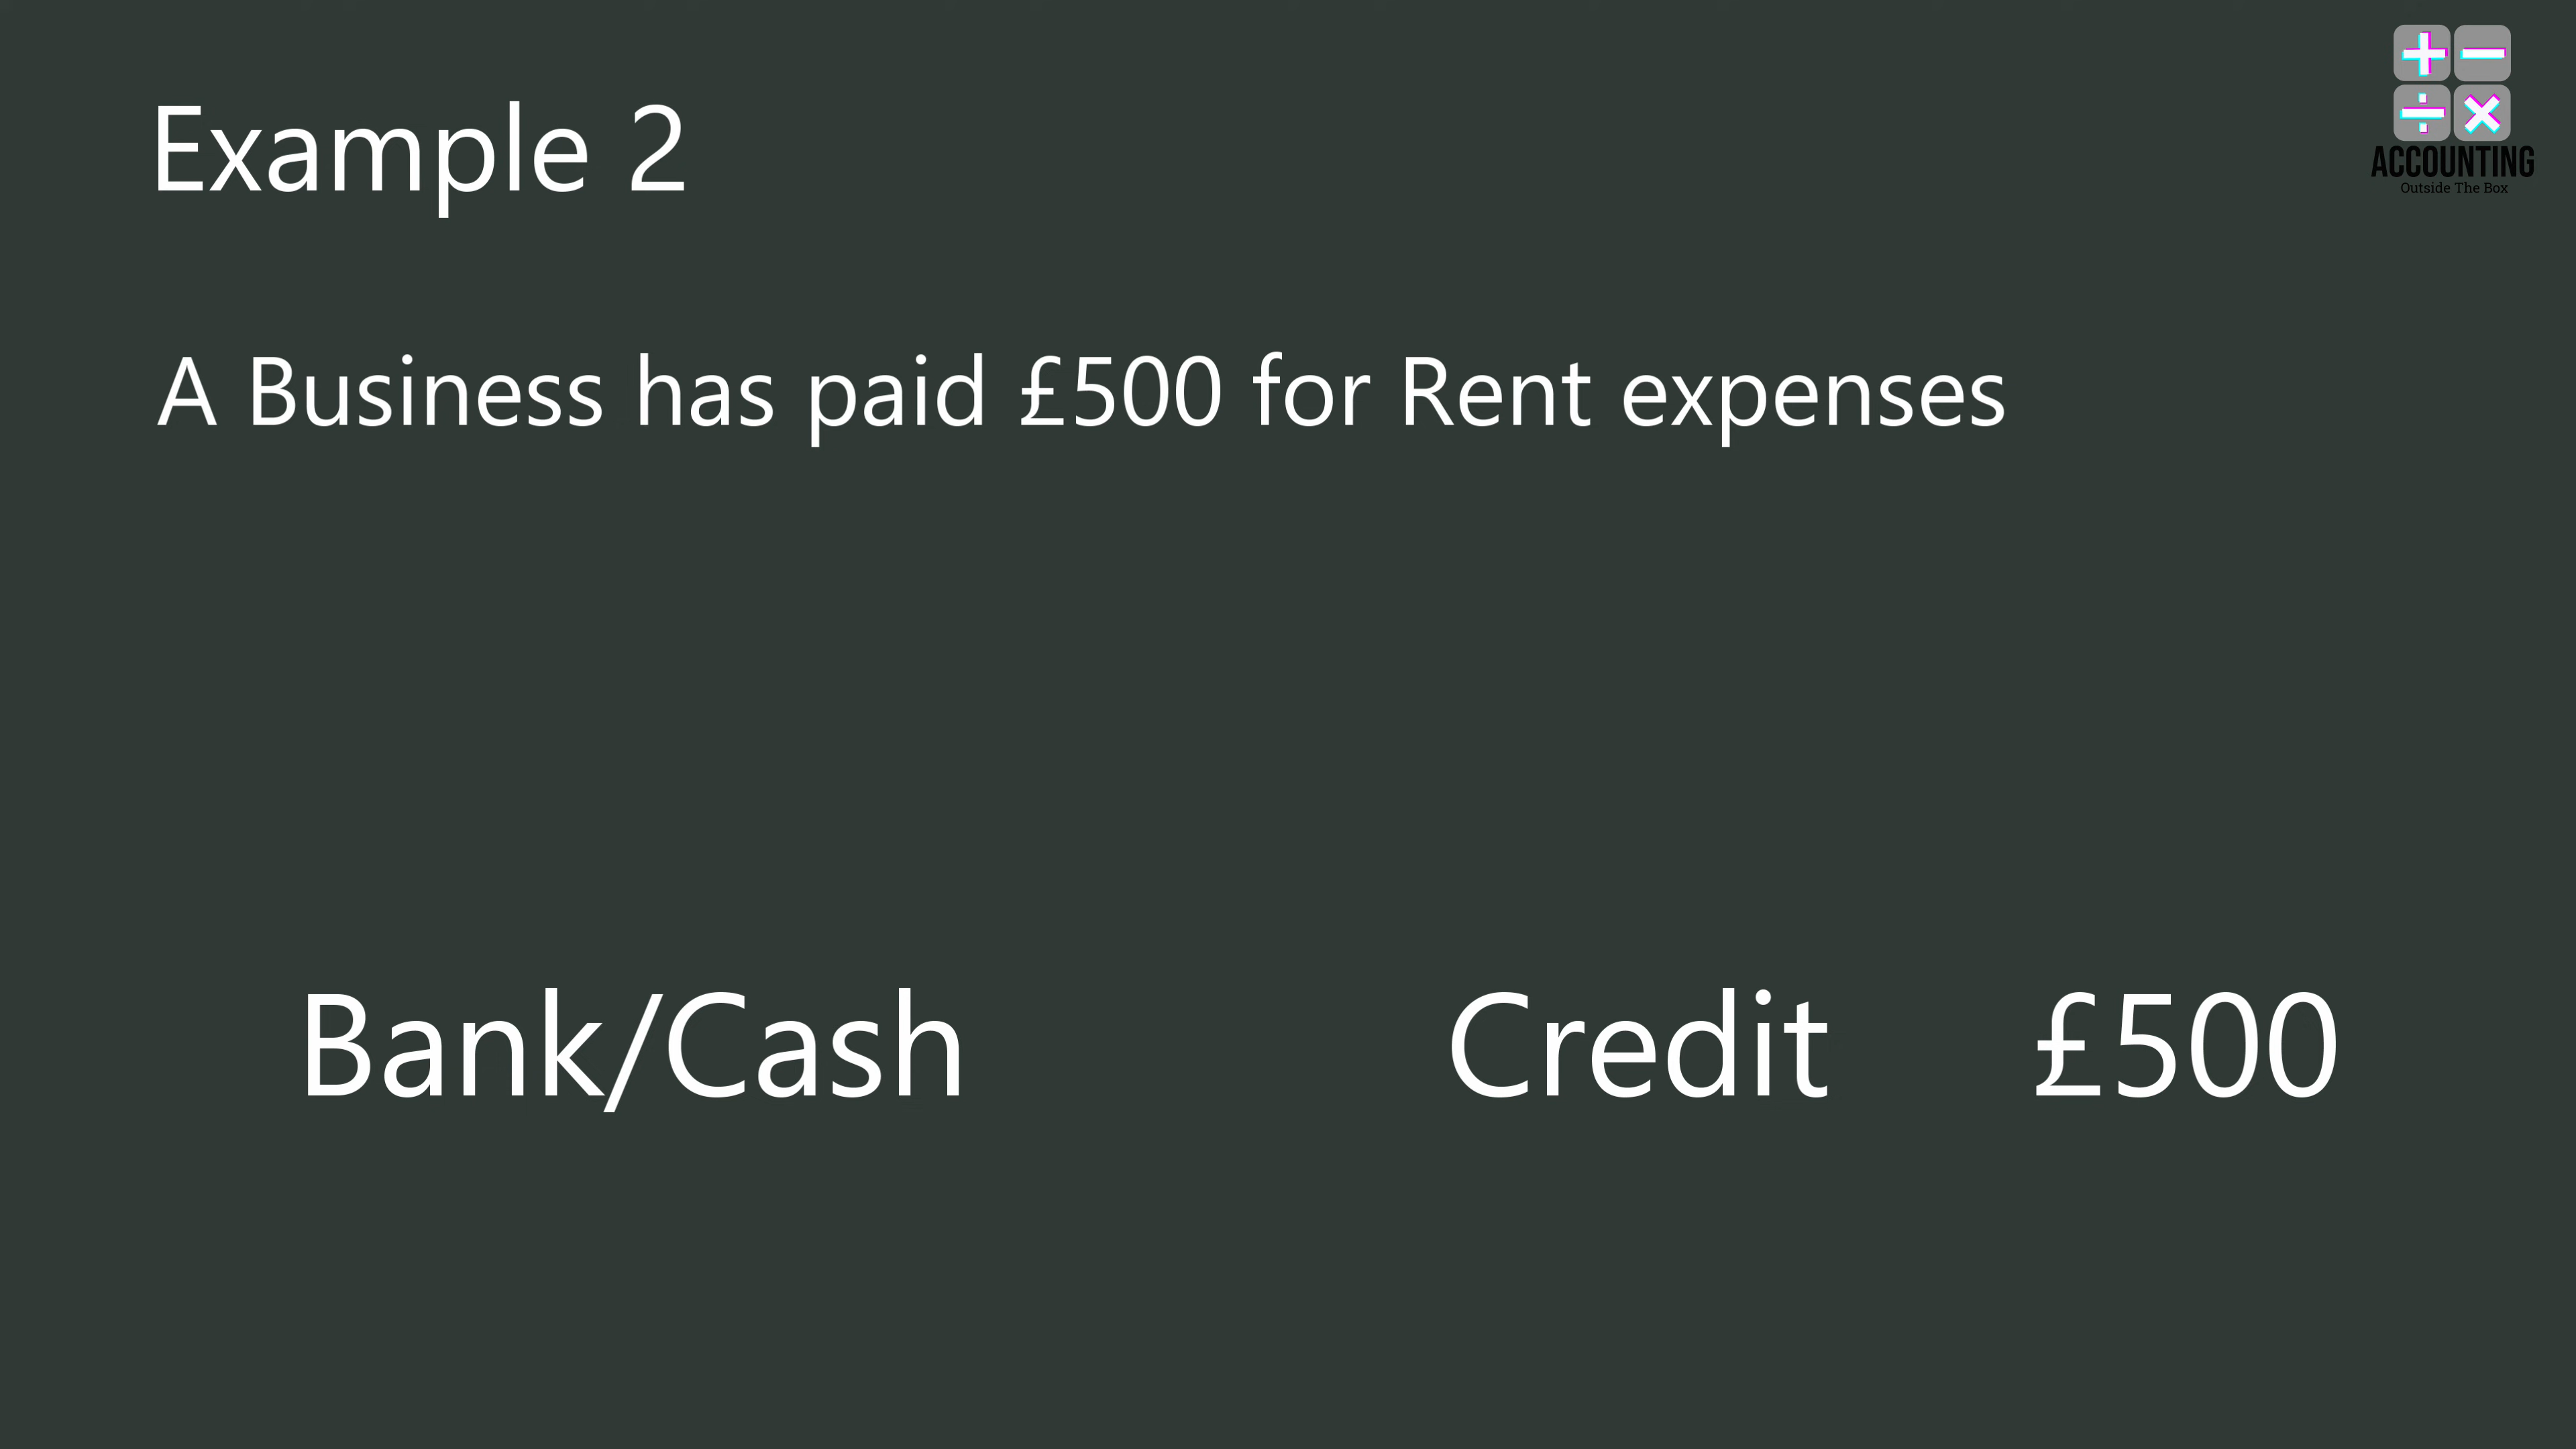 Example 2
ACCOUNTING
Outside The Box
A Business has paid £500 for Rent expenses
Bank/Cash Credit £500